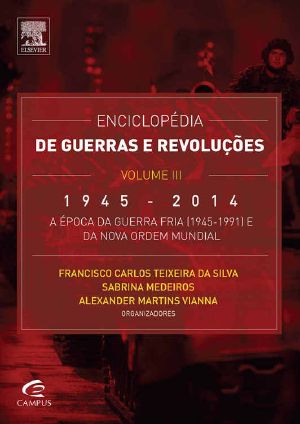 ELSEVIER
ENCICLOPÉDIA
DE GUERRAS E REVOLUÇÕES
VOLUME III
1945 - 2014
A ÉPOCA DA GUERRA FRIA (1945-1991) E
DA NOVA ORDEM MUNDIAL
FRANCISCO CARLOS TEIXEIRA DA SILVA
SABRINA MEDEIROS
ALEXANDER MARTINS VIANNA
ORGANIZADORES
CAMPUS